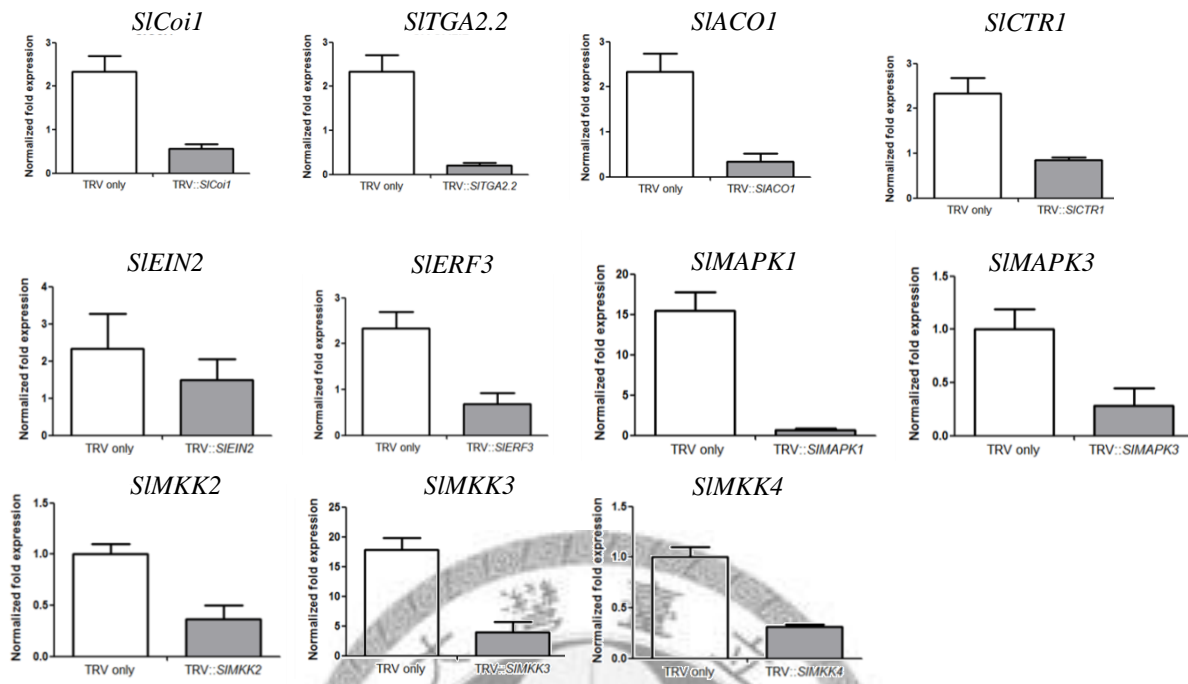 SlCoi1
Normalized fold expression
3
2
1
0
TRV only
TRV::SlCoi1
SlTGA2.2
Normalized fold expression
3
2
1
0
TRV only
TRV::SlTGA2.2
SlACO1
Normalized fold expression
3
2
1
0
TRV only
TRV::SlACO1
SlCTR1
Normalized fold expression
3
2
1
0
TRV only
TRV::SlCTR1
SlEIN2
Normalized fold expression
4
3
2
1
0
TRV only
TRV::SlEIN2
SlERF3
Normalized fold expression
3
2
1
0
TRV only
TRV::SlERF3
SlMAPK1
Normalized fold expression
20
15
10
5
0
TRV only
TRV::SlMAPK1
SlMAPK3
Normalized fold expression
1.5
1.0
0.5
0.0
TRV only
TRV::SlMAPK3
SlMKK2
Normalized fold expression
1.5
1.0
0.5
0.0
TRV only
TRV::SlMKK2
SlMKK3
Normalized fold expression
25
20
15
10
5
0
TRV only
TRV::SlMKK3
SlMKK4
Normalized fold expression
1.5
1.0
0.5
0.0
TRV only
TRV::SlMKK4